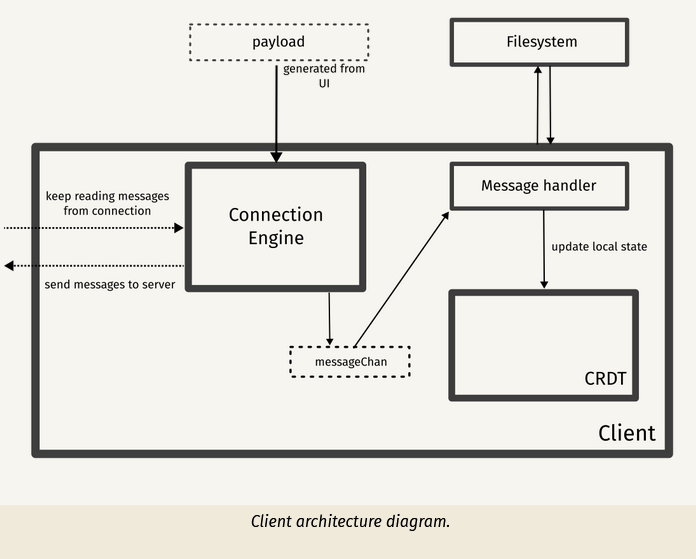 payload
Filesystem
generated from
UI
Message handler
keep reading messages
from connection
Connection
Engine
update local state
send messages to server
messageChan
CRDT
Client
Client architecture diagram.